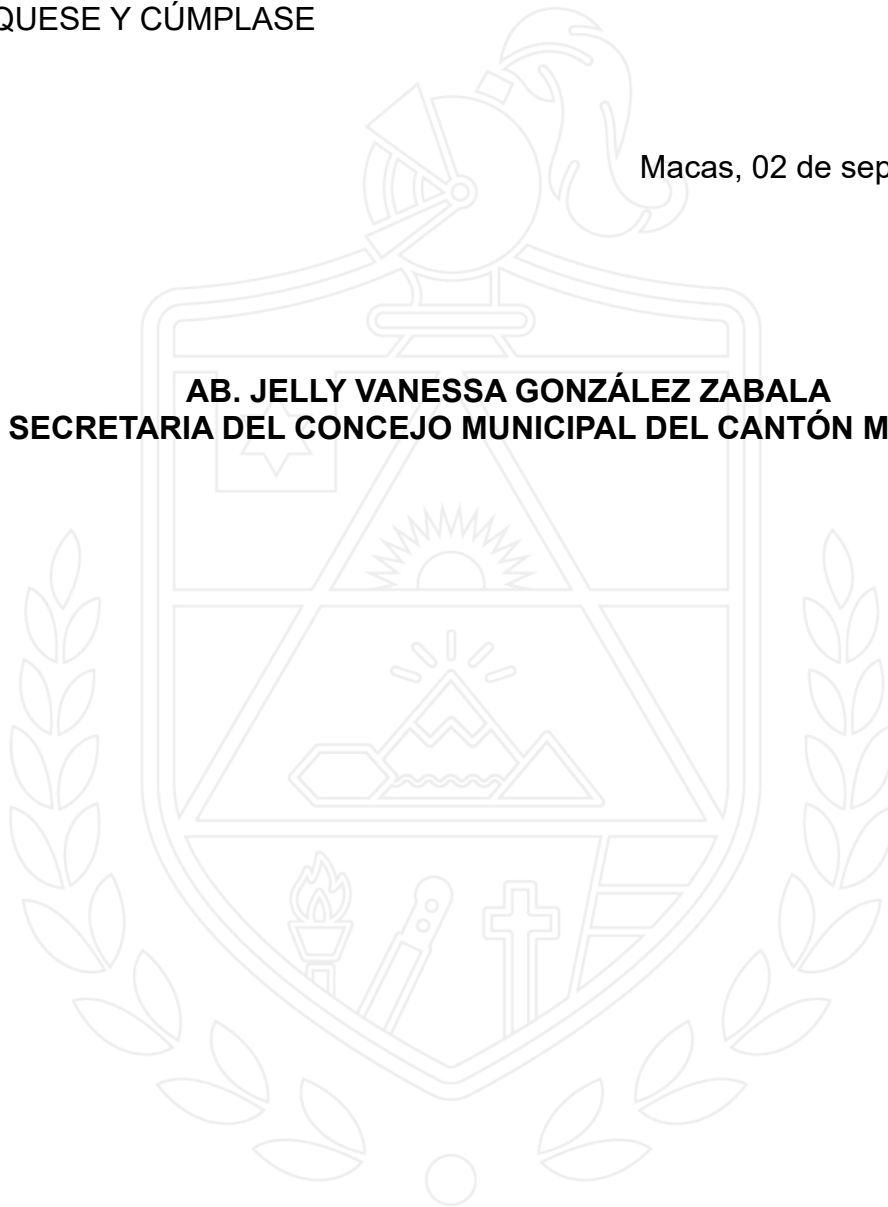 QUESE Y CÚMPLASE
Macas, 02 de sep
AB. JELLY VANESSA GONZÁLEZ ZABALA
SECRETARIA DEL CONCEJO MUNICIPAL DEL CANTÓN M